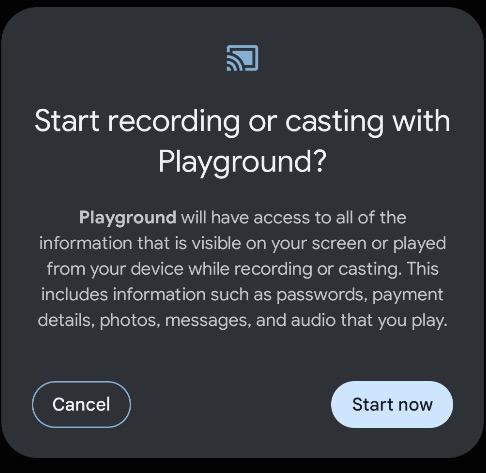 Start recording or casting with
Playground?
Playground will have access to all of the
information that is visible on your screen or played
from your device while recording or casting. This
includes information such as passwords, payment
details, photos, messages, and audio that you play.
Cancel
Start now